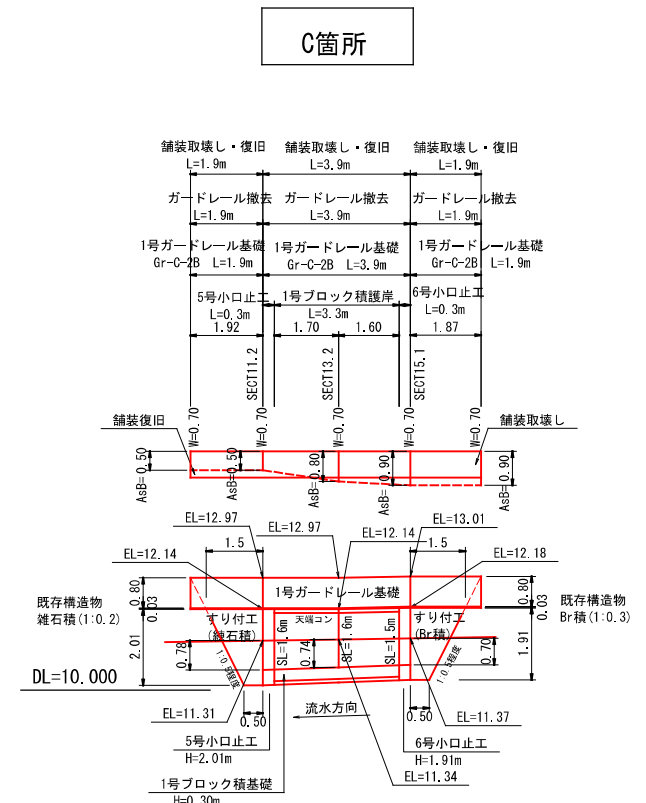 C箇所
舗装取壊し・復旧 舗装取壊し・復旧 舗装取壊し・復旧
L=1.9m L=3.9m L=1.9m
ガードレール撤去 ガードレール撤去 ガードレール撤去
L=1.9m L=3.9m L=1.9m
1号ガードレール基礎 1号ガードレール基礎 1号ガードレール基礎
Gr-C-2B L=1.9m Gr-C-2B L=3.9m Gr-C-2B L=1.9m
5号小口止工 1号ブロック積護岸 6号小口止工
L=0.3m L=3.3m L=0.3m
1.92 1.70 1.60 1.87
SECT11.2 SECT13.2 SECT15.1
W=0.70 W=0.70 W=0.70 W=0.70 W=0.70
舗装復旧 舗装取壊し
AsB=0.50 AsB=0.50 AsB=0.80 AsB=0.90 AsB=0.90
EL=12.97 EL=12.97 EL=13.01
EL=12.14 EL=12.14 EL=12.18
1.5 1.5
1号ガードレール基礎
0.80 0.03 0.80 0.03
既存構造物 既存構造物
雑石積(1:0.2) Br積(1:0.3)
天端コン
すり付工 すり付工
(練石積) (Br積)
SL=1.6m SL=1.6m SL=1.5m
2.01 0.78 0.74 0.70 1.91
1:0.5程度 1:0.5程度
DL=10.000
EL=11.31 0.50 流水方向 0.50 EL=11.37
5号小口止工 6号小口止工
H=2.01m H=1.91m
EL=11.34
1号ブロック積基礎
H=0.30m